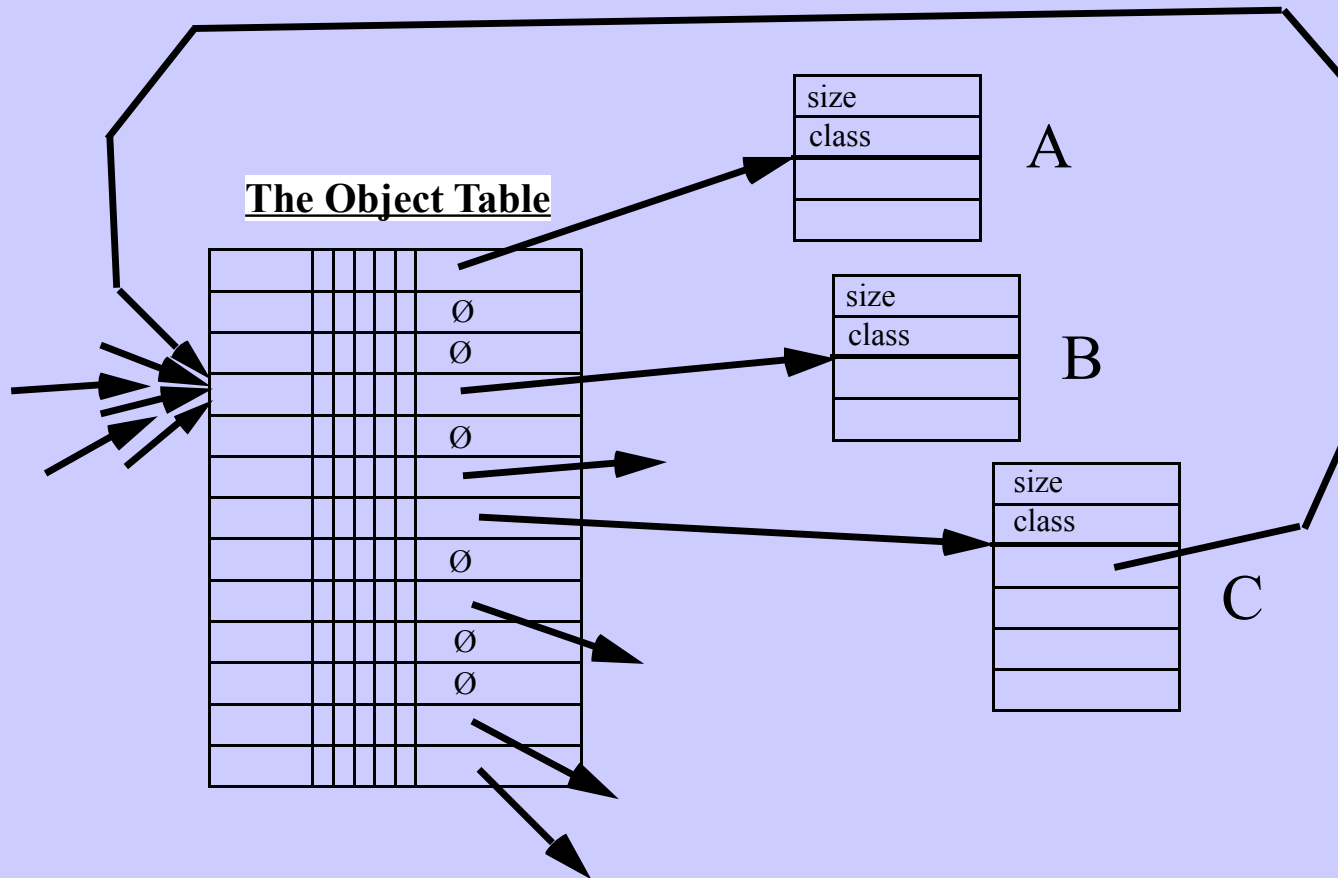 size
class
A
The Object Table
size
class
B
Ø
Ø
Ø
size
class
C
Ø
Ø
Ø